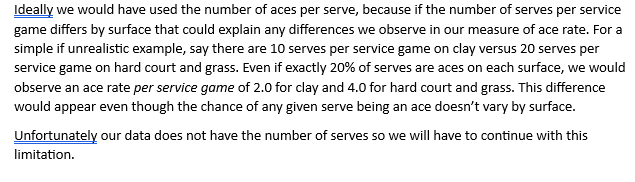 Ideally we would have used the number of aces per serve, because if the number of serves per service
game differs by surface that could explain any differences we observe in our measure of ace rate. For a
simple if unrealistic example, say there are 10 serves per service game on clay versus 20 serves per
service game on hard court and grass. Even if exactly 20% of serves are aces on each surface, we would
observe an ace rate per service game of 2.0 for clay and 4.0 for hard court and grass. This difference
would appear even though the chance of any given serve being an ace doesn’t vary by surface.
Unfortunately our data does not have the number of serves so we will have to continue with this
limitation.